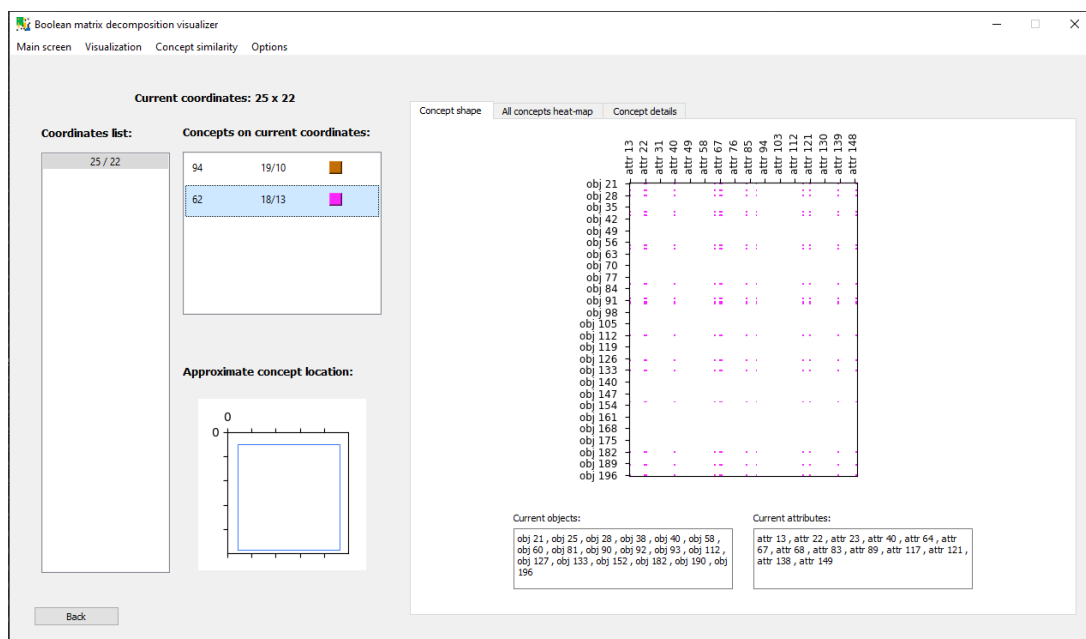 Boolean matrix decomposition visualizer
Main screen Visualization Concept similarity Options
Current coordinates: 25 x 22
Coordinates list:
25 / 22
Concepts on current coordinates:
94 19/10
62 18/13
Approximate concept location:
0
0
Back
Concept shape All concepts heat-map Concept details
attr 13
attr 22
attr 31
attr 40
attr 49
attr 58
attr 67
attr 76
attr 85
attr 94
attr 103
attr 112
attr 121
attr 130
attr 139
attr 148
obj 21
obj 28
obj 35
obj 42
obj 49
obj 56
obj 63
obj 70
obj 77
obj 84
obj 91
obj 98
obj 105
obj 112
obj 119
obj 126
obj 133
obj 140
obj 147
obj 154
obj 161
obj 168
obj 175
obj 182
obj 189
obj 196
Current objects:
obj 21 , obj 25 , obj 28 , obj 38 , obj 40 , obj 58 ,
obj 60 , obj 81 , obj 90 , obj 92 , obj 93 , obj 112 ,
obj 127 , obj 133 , obj 152 , obj 182 , obj 190 , obj
196
Current attributes:
attr 13 , attr 22 , attr 23 , attr 40 , attr 64 , attr
67 , attr 68 , attr 83 , attr 89 , attr 117 , attr 121 ,
attr 138 , attr 149